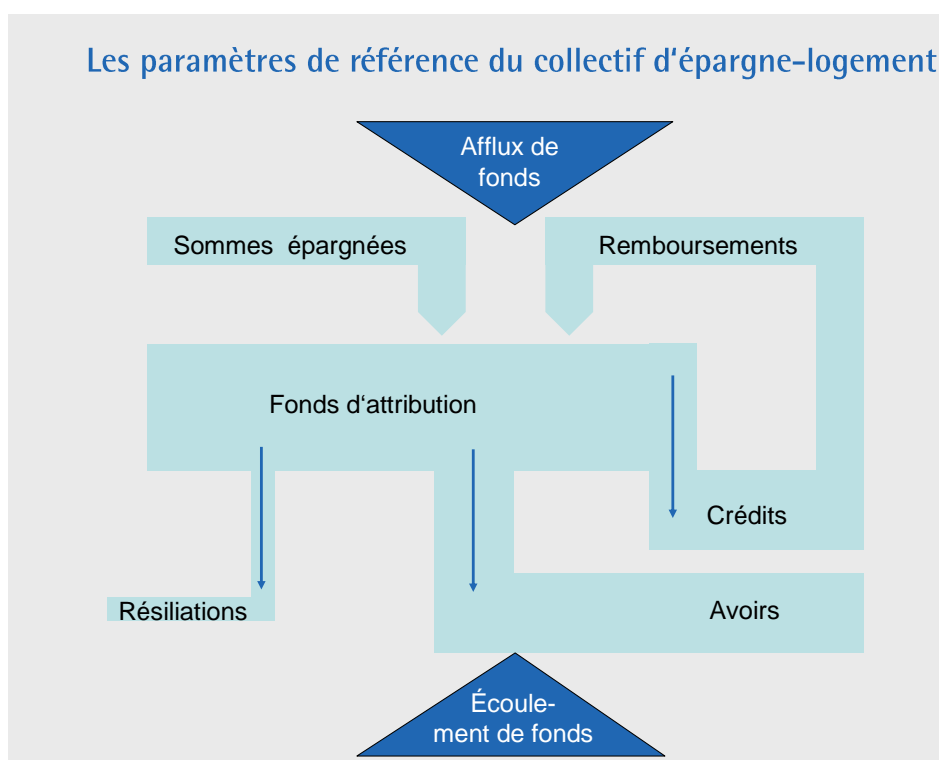 Les paramètres de référence du collectif d‘épargne-logement
Afflux de
fonds
Sommes épargnées
Remboursements
Fonds d‘attribution
Crédits
Résiliations
Avoirs
Écoule-
ment de fonds